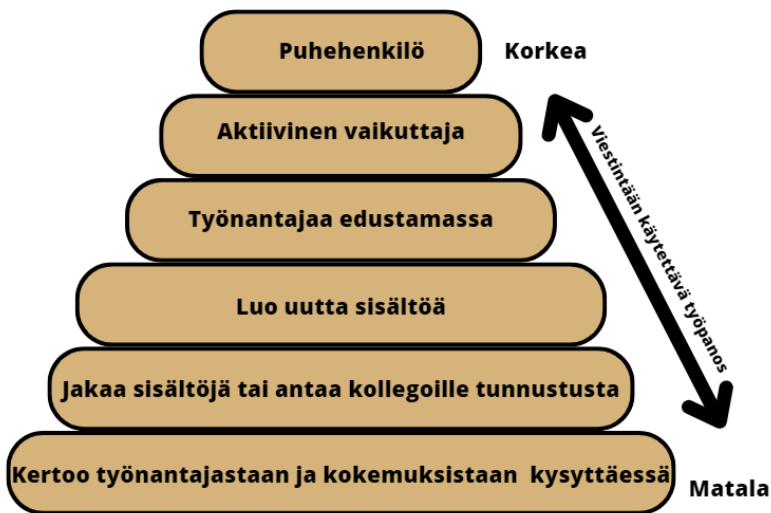 Puhehenkilö
Korkea
Aktiivinen vaikuttaja
Viestintään käytettävä työpanos
Työnantajaa edustamassa
Luo uutta sisältöä
Jakaa sisältöjä tai antaa kollegoille tunnustusta
Kertoo työnantajastaan ja kokemuksistaan kysyttäessä
Matala